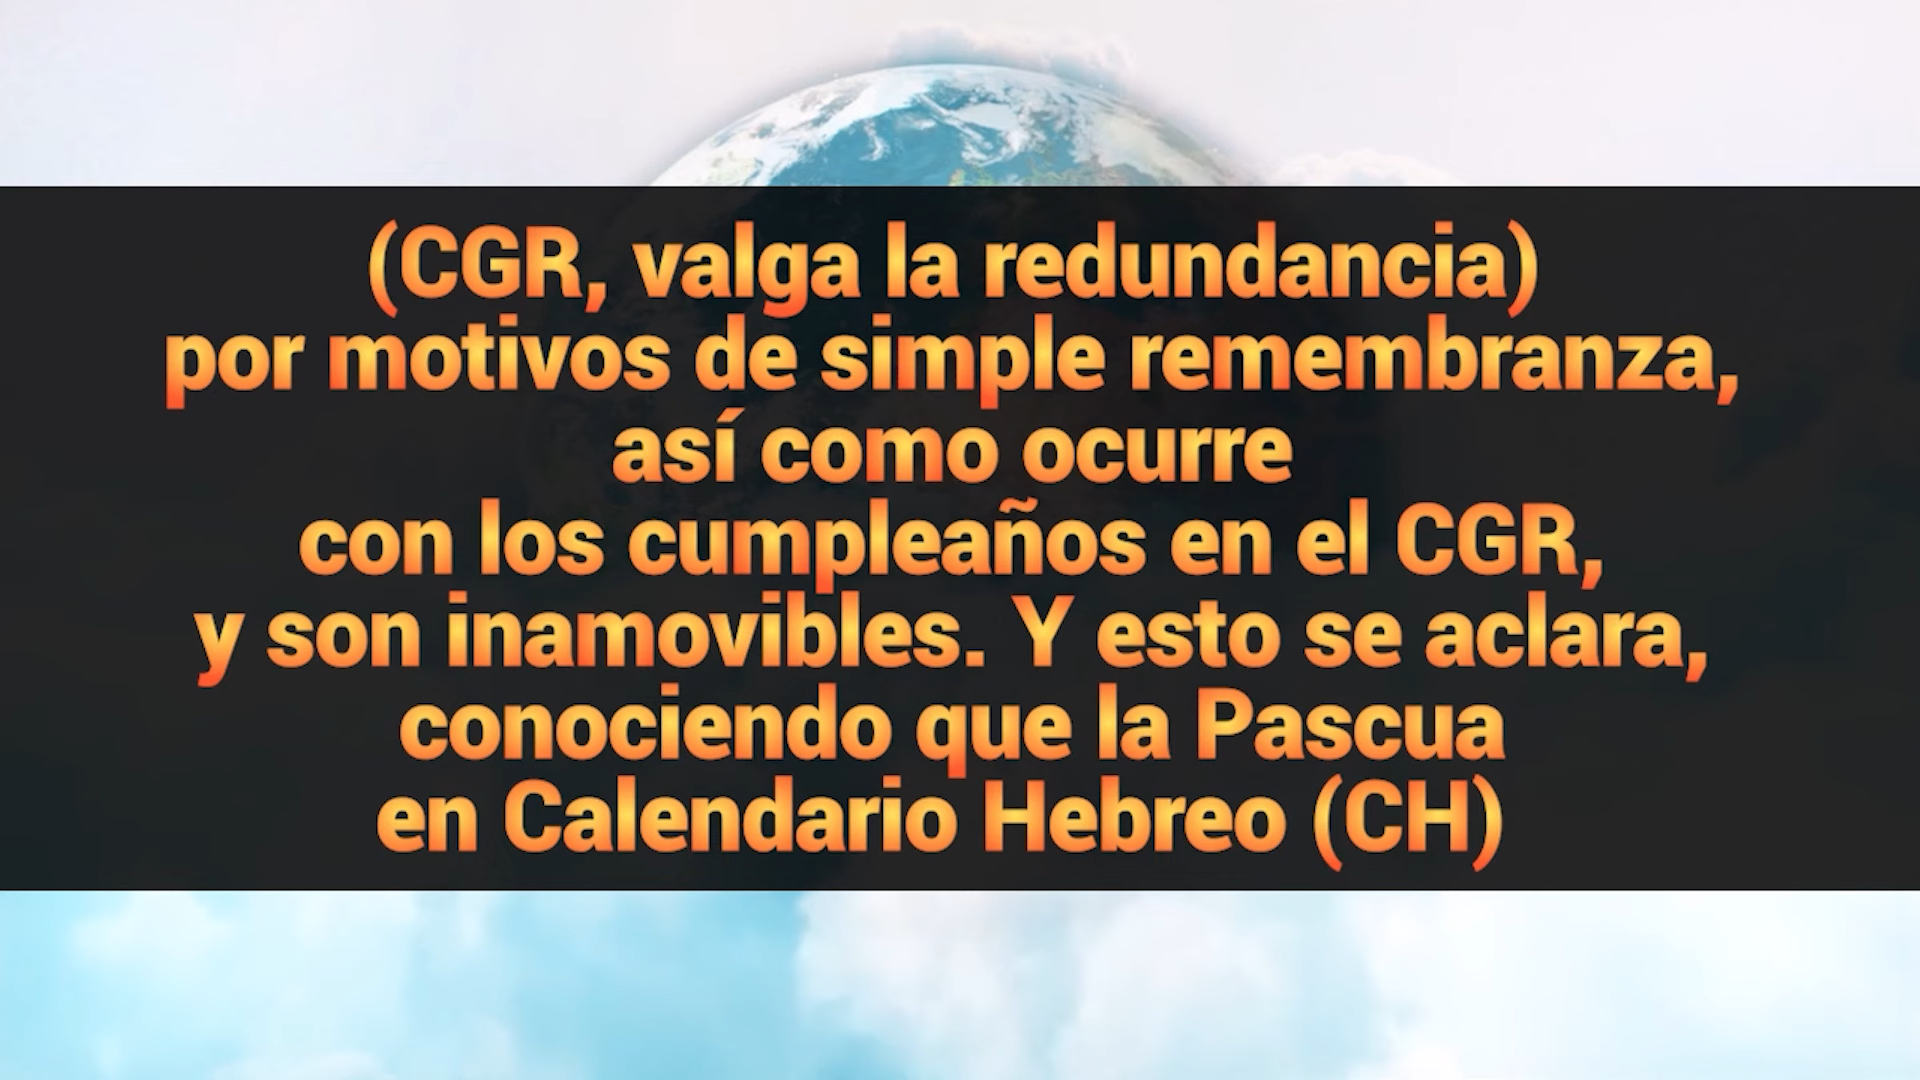 (CGR, valga la redundancia)
por motivos de simple remembranza,
así como ocurre
con los cumpleaños en el CGR,
y son inamovibles. Y esto se aclara,
conociendo que la Pascua
en Calendario Hebreo (CH)